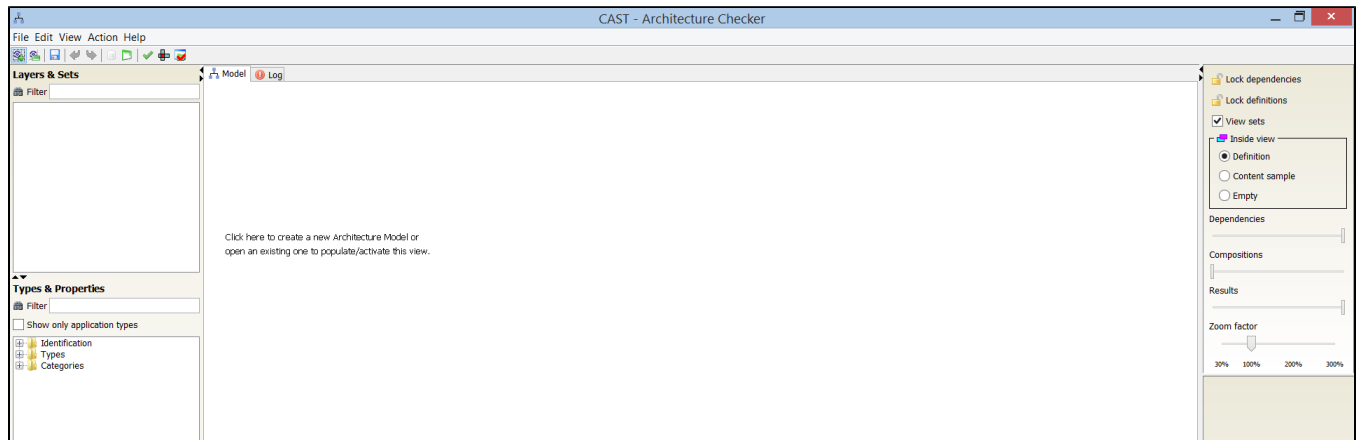 CAST - Architecture Checker
File Edit View Action Help
Layers & Sets
Filter
Model
Log
Click here to create a new Architecture Model or
open an existing one to populate/activate this view.
Types & Properties
Filter
Show only application types
Identification
Types
Categories
Lock dependencies
Lock definitions
View sets
Inside view
Definition
Content sample
Empty
Dependencies
Compositions
Results
Zoom factor
30% 100% 200% 300%